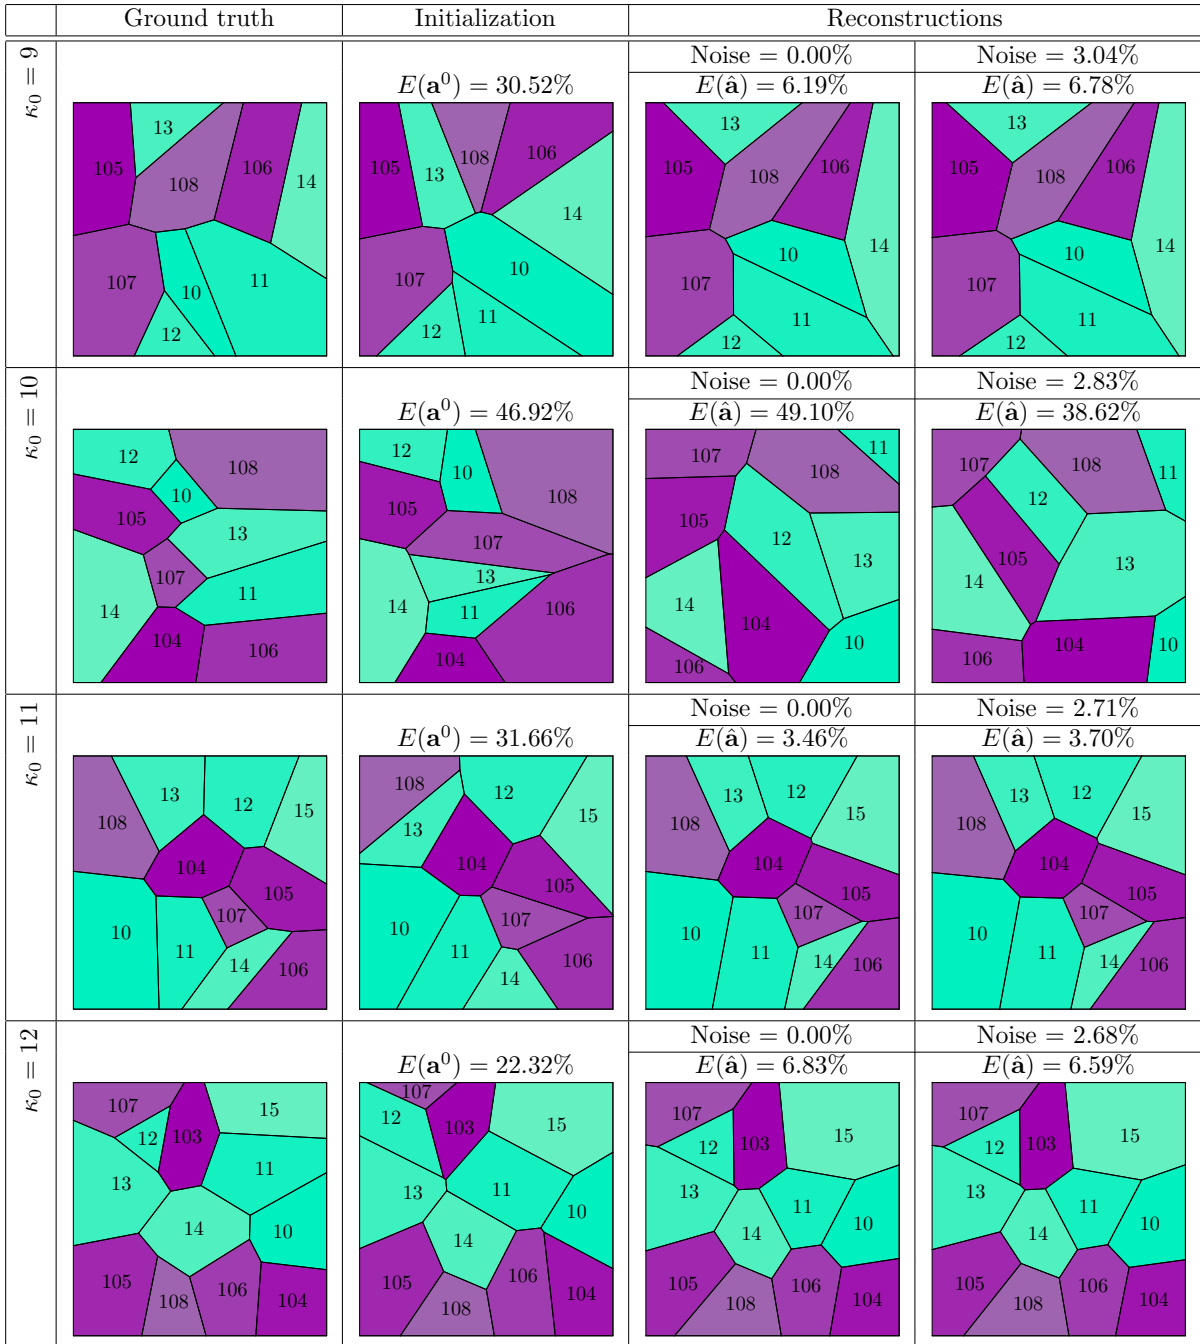 Ground truth Initialization Reconstructions
κ₀ = 9
Noise = 0.00% Noise = 3.04%
E(a⁰) = 30.52% E(â) = 6.19% E(â) = 6.78%
13 105 108 106 14 107 10 11 12
108 106 13 105 14 10 107 11 12
13 105 108 106 14 10 107 11 12
13 105 108 106 14 10 107 11 12
κ₀ = 10
Noise = 0.00% Noise = 2.83%
E(a⁰) = 46.92% E(â) = 49.10% E(â) = 38.62%
12 108 10 105 13 107 11 14 104 106
12 10 108 105 107 13 14 11 106 104
11 107 108 105 12 13 14 104 10 106
107 108 11 12 105 13 14 104 10 106
κ₀ = 11
Noise = 0.00% Noise = 2.71%
E(a⁰) = 31.66% E(â) = 3.46% E(â) = 3.70%
13 12 15 108 104 105 107 10 11 14 106
108 12 15 13 104 105 107 10 11 106 14
13 12 15 108 104 105 107 10 11 14 106
13 12 15 108 104 105 107 10 11 14 106
κ₀ = 12
Noise = 0.00% Noise = 2.68%
E(a⁰) = 22.32% E(â) = 6.83% E(â) = 6.59%
107 15 12 103 11 13 14 10 105 106 108 104
107 12 103 15 13 11 10 14 105 106 104 108
107 15 103 12 13 11 10 14 105 106 104 108
107 15 103 12 13 11 10 14 105 106 104 108